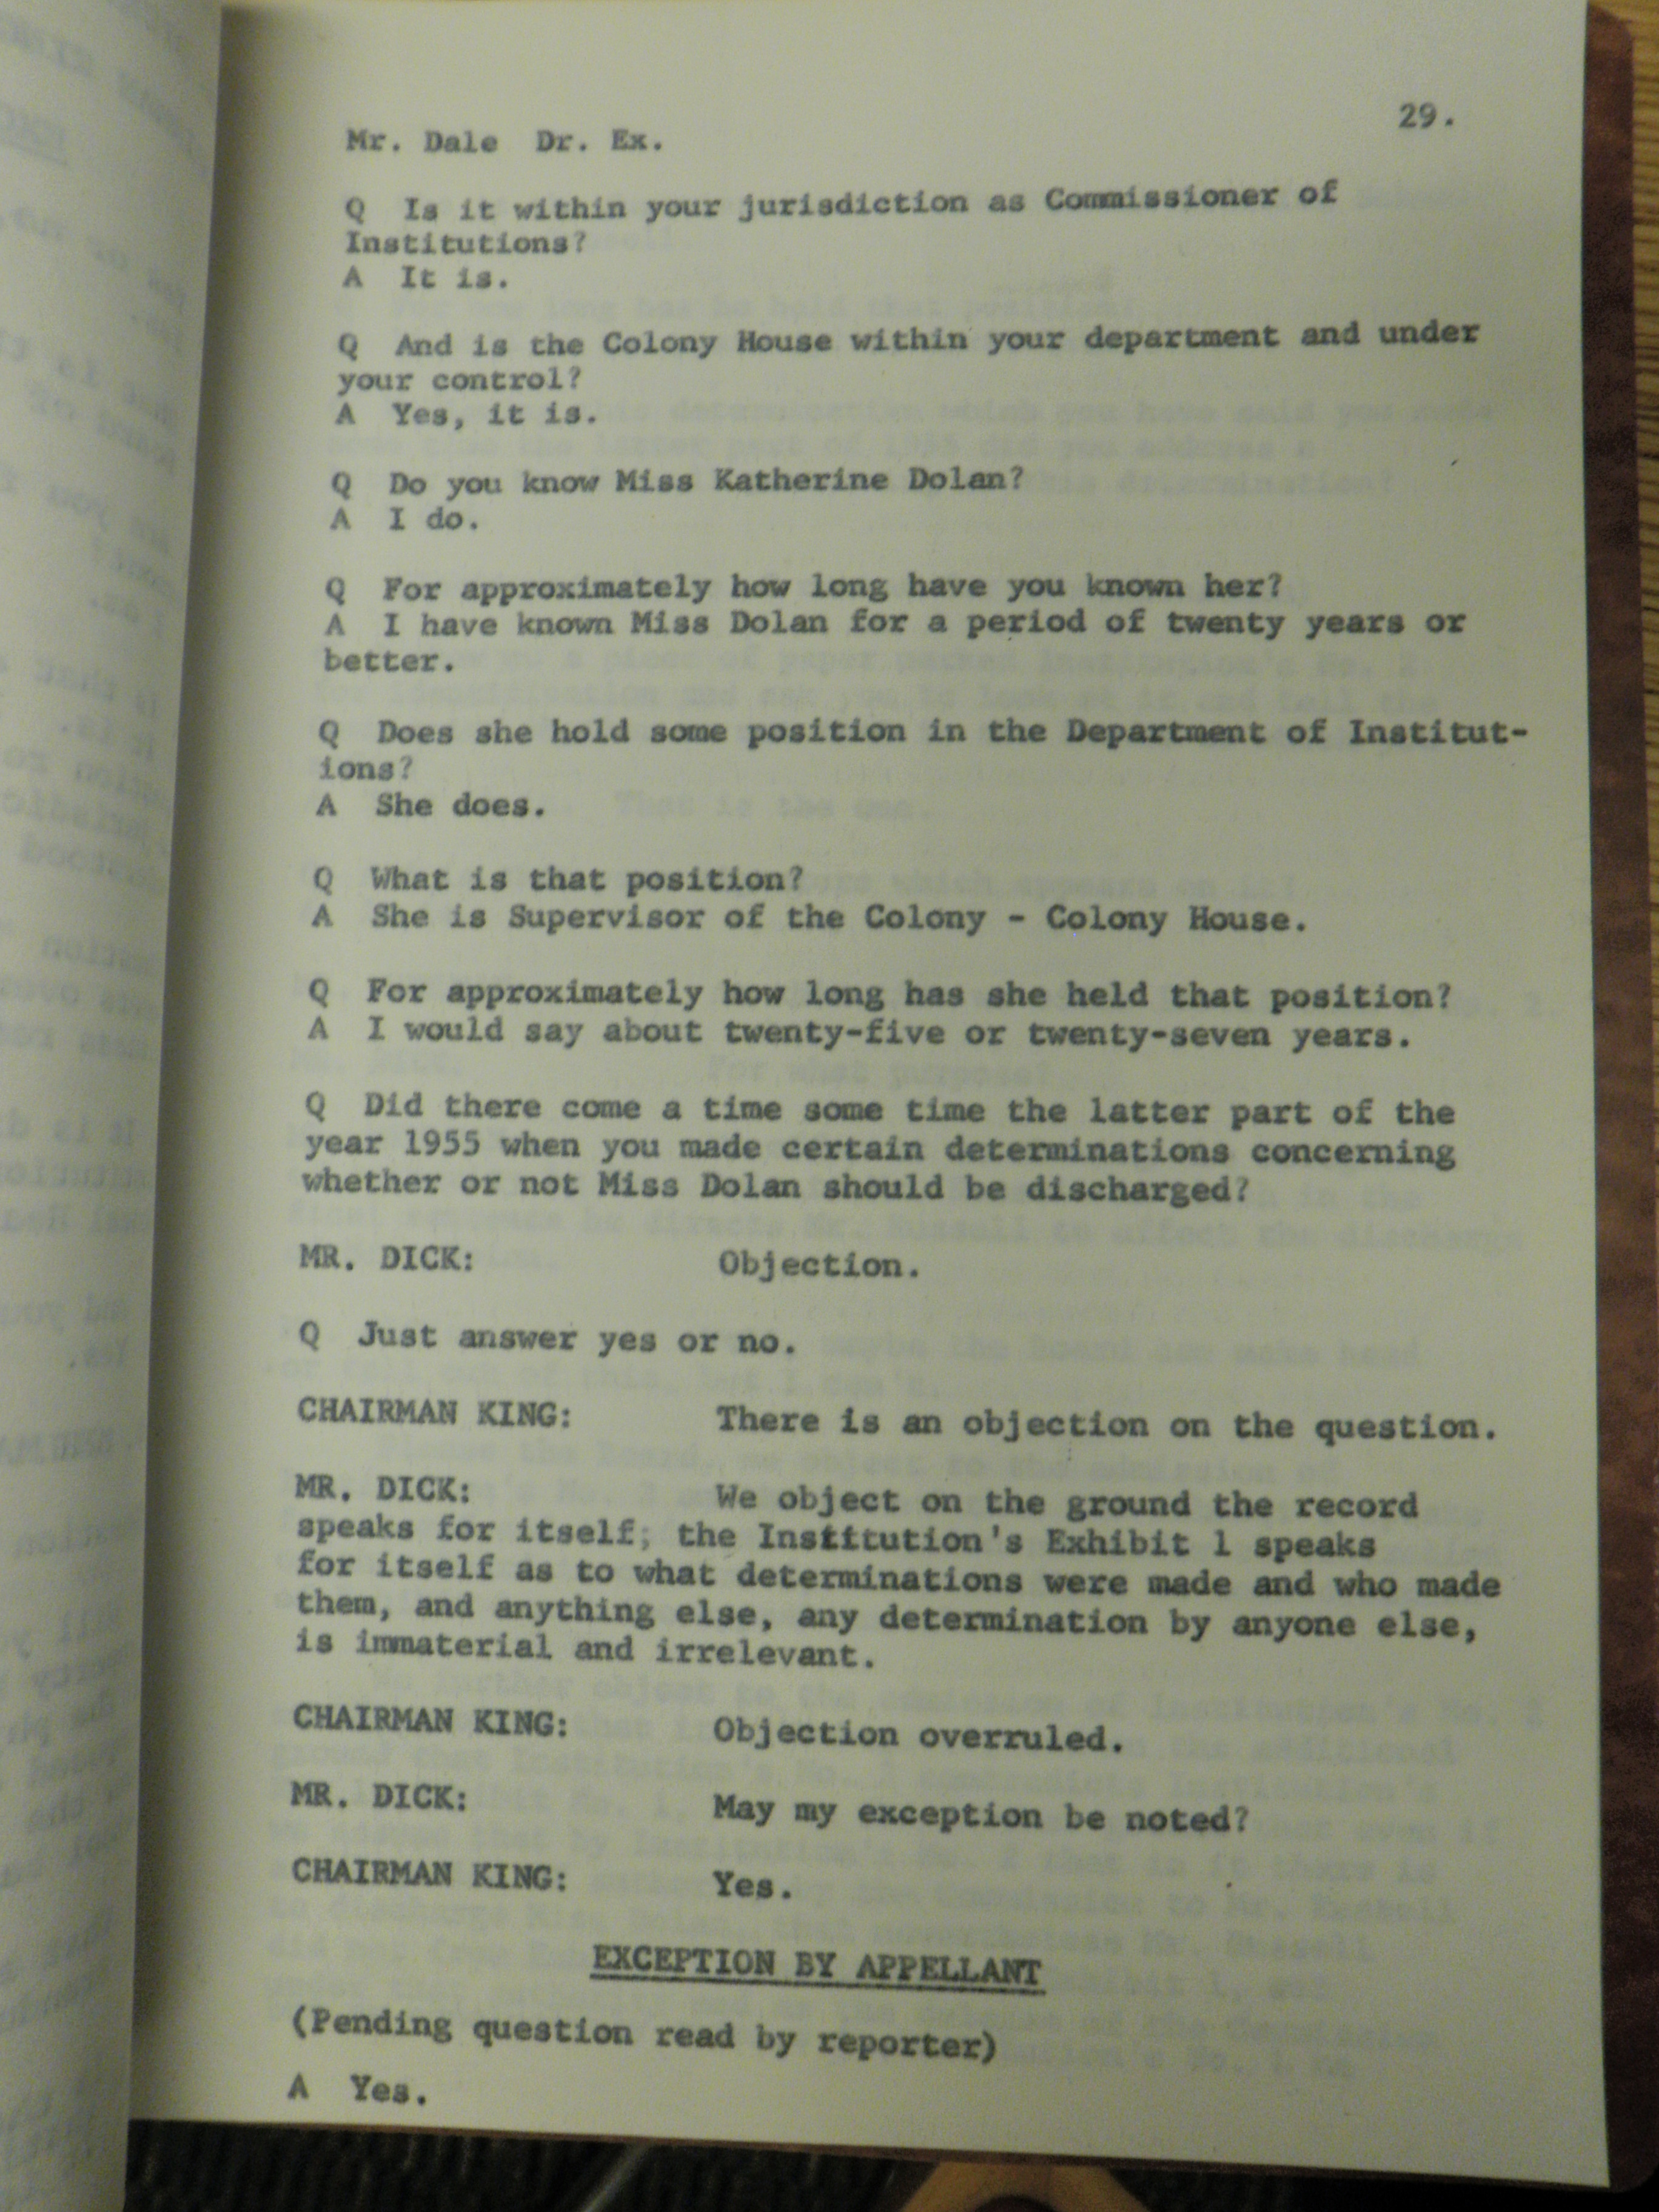 29.
Mr. Dale Dr. Ex.
Q Is it within your jurisdiction as Commissioner of
Institutions?
A It is.
Q And is the Colony House within your department and under
your control?
A Yes, it is.
Q Do you know Miss Katherine Dolan?
A I do.
Q For approximately how long have you known her?
A I have known Miss Dolan for a period of twenty years or
better.
Q Does she hold some position in the Department of Institut-
ions?
A She does.
Q What is that position?
A She is Supervisor of the Colony - Colony House.
Q For approximately how long has she held that position?
A I would say about twenty-five or twenty-seven years.
Q Did there come a time some time the latter part of the
year 1955 when you made certain determinations concerning
whether or not Miss Dolan should be discharged?
MR. DICK: Objection.
Q Just answer yes or no.
CHAIRMAN KING: There is an objection on the question.
MR. DICK: We object on the ground the record
speaks for itself; the Institution's Exhibit 1 speaks
for itself as to what determinations were made and who made
them, and anything else, any determination by anyone else,
is immaterial and irrelevant.
CHAIRMAN KING: Objection overruled.
MR. DICK: May my exception be noted?
CHAIRMAN KING: Yes.
EXCEPTION BY APPELLANT
(Pending question read by reporter)
A Yes.